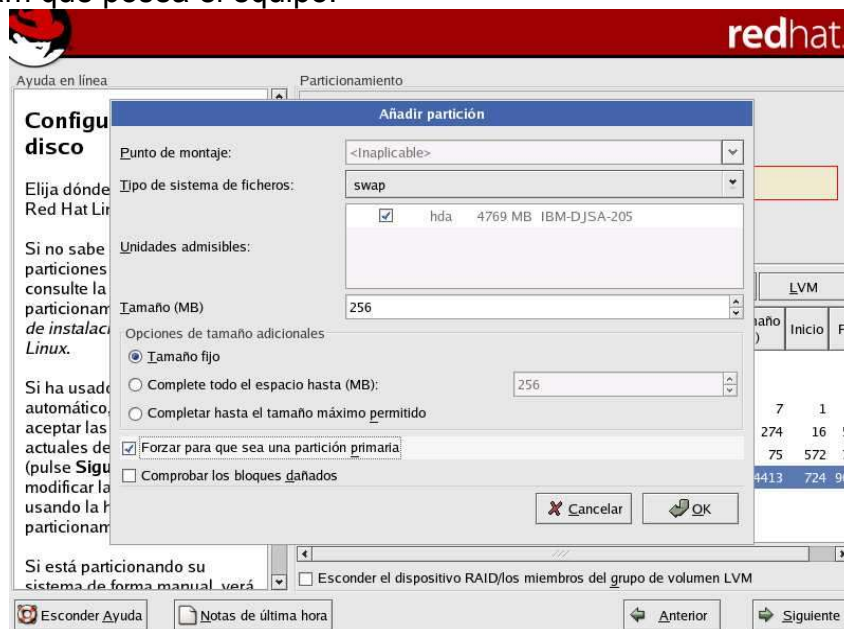 que posea el equipo.
redhat.
Ayuda en línea
Particionamiento
Configu
disco
Elija dónde
Red Hat Lin
Si no sabe
particiones
consulte la
particionam
de instalac
Linux.
Si ha usado
automático,
aceptar las
actuales de
(pulse Sigu
modificar la
usando la h
particionam
Si está particionando su
sistema de forma manual, verá
Añadir partición
Punto de montaje:
<Inaplicable>
Tipo de sistema de ficheros:
swap
Unidades admisibles:
hda 4769 MB IBM-DJSA-205
Tamaño (MB)
256
Opciones de tamaño adicionales
Tamaño fijo
Complete todo el espacio hasta (MB):
256
Completar hasta el tamaño máximo permitido
Forzar para que sea una partición primaria
Comprobar los bloques dañados
Cancelar
OK
LVM
Inicio
7 1
274 16
75 572
4413 724
Esconder el dispositivo RAID/los miembros del grupo de volumen LVM
Esconder Ayuda
Notas de última hora
Anterior
Siguiente